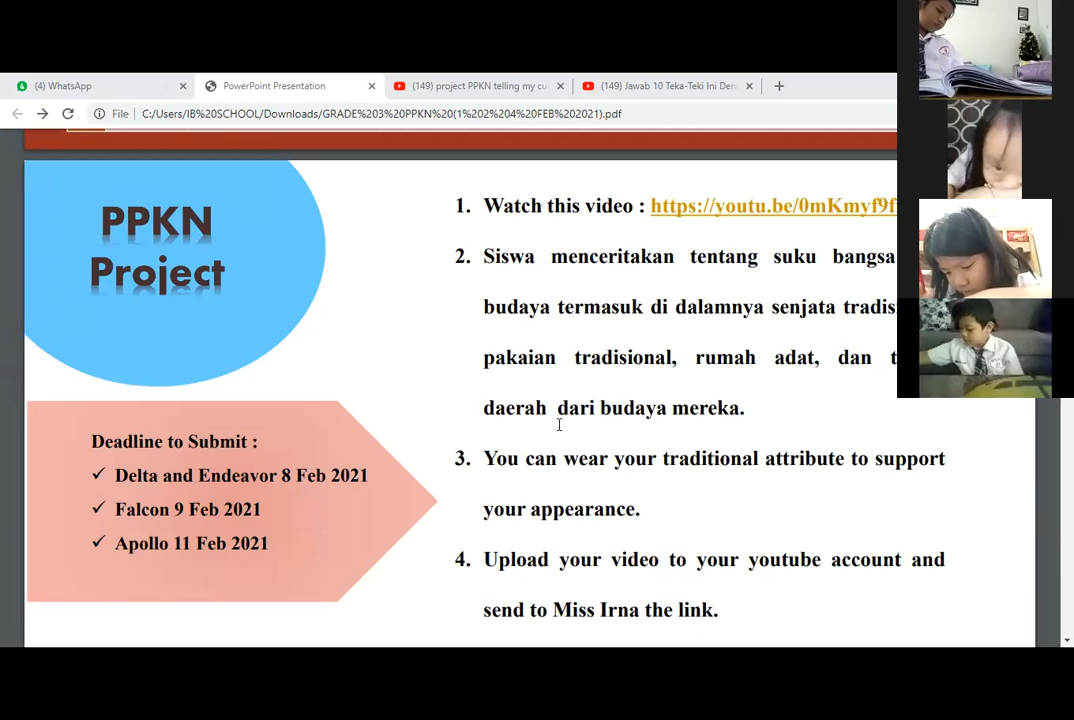 (4) WhatsApp
PowerPoint Presentation
(149) project PPKN telling my cu
(149) Jawab 10 Teka-Teki Ini Den
File
C:/Users/IB%20SCHOOL/Downloads/GRADE%203%20PPKN%20(1%202%204%20FEB%202021).pdf
PPKN
Project
Deadline to Submit :
✓ Delta and Endeavor 8 Feb 2021
✓ Falcon 9 Feb 2021
✓ Apollo 11 Feb 2021
1. Watch this video : https://youtu.be/0mKmyf9f
2. Siswa menceritakan tentang suku bangsa
budaya termasuk di dalamnya senjata tradis
pakaian tradisional, rumah adat, dan t
daerah dari budaya mereka.
3. You can wear your traditional attribute to support
your appearance.
4. Upload your video to your youtube account and
send to Miss Irna the link.